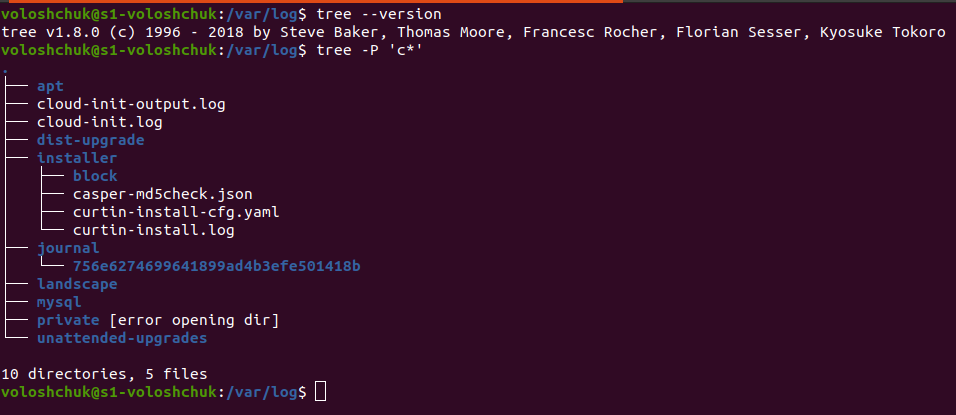 voloshchuk@s1-voloshchuk:/var/log$ tree --version
tree v1.8.0 (c) 1996 - 2018 by Steve Baker, Thomas Moore, Francesc Rocher, Florian Sesser, Kyosuke Tokoro
voloshchuk@s1-voloshchuk:/var/log$ tree -P 'c*'
.
├── apt
├── cloud-init-output.log
├── cloud-init.log
├── dist-upgrade
├── installer
│   ├── block
│   ├── casper-md5check.json
│   ├── curtin-install-cfg.yaml
│   └── curtin-install.log
├── journal
│   └── 756e6274699641899ad4b3efe501418b
├── landscape
├── mysql
├── private [error opening dir]
└── unattended-upgrades

10 directories, 5 files
voloshchuk@s1-voloshchuk:/var/log$